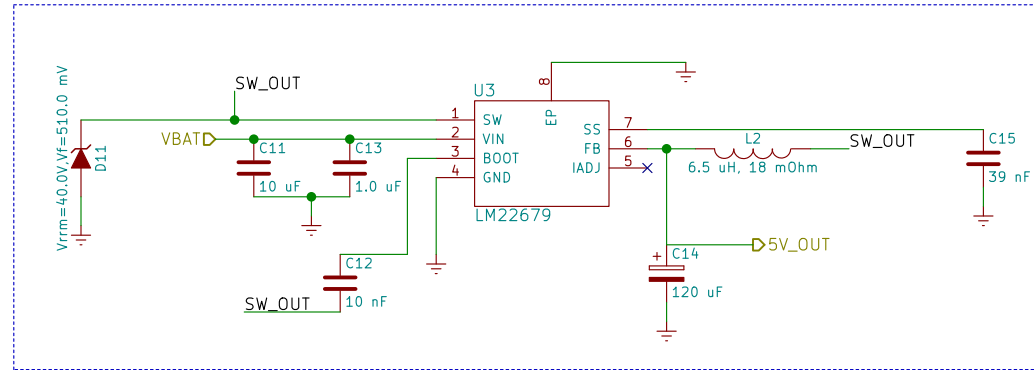 Vrrm=40.0V,Vf=510.0 mV
D11
SW_OUT
VBAT
C11
10 uF
C13
1.0 uF
C12
10 nF
SW_OUT
U3
1
SW
2
VIN
3
BOOT
4
GND
8
EP
SS
7
FB
6
IADJ
5
LM22679
L2
6.5 uH, 18 mOhm
SW_OUT
C15
39 nF
5V_OUT
+
C14
120 uF